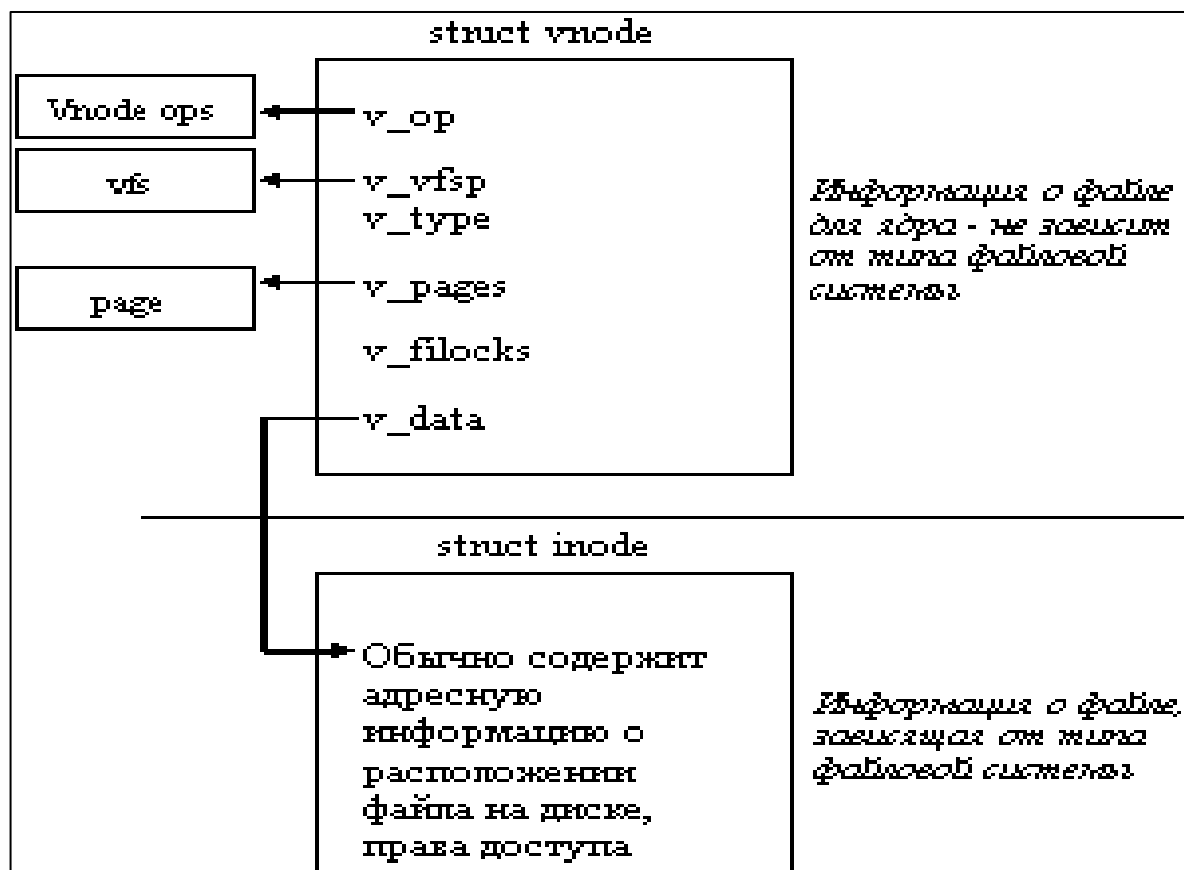 struct vnode
Vnode ops
v_op
vfs
v_vfsp
v_type
page
v_pages
v_filocks
v_data
Информация о файле
для ядра - не зависит
от типа файловой
системы
struct inode
Обычно содержит
адресную
информацию о
расположении
файла на диске,
права доступа
Информация о файле,
зависящая от типа
файловой системы